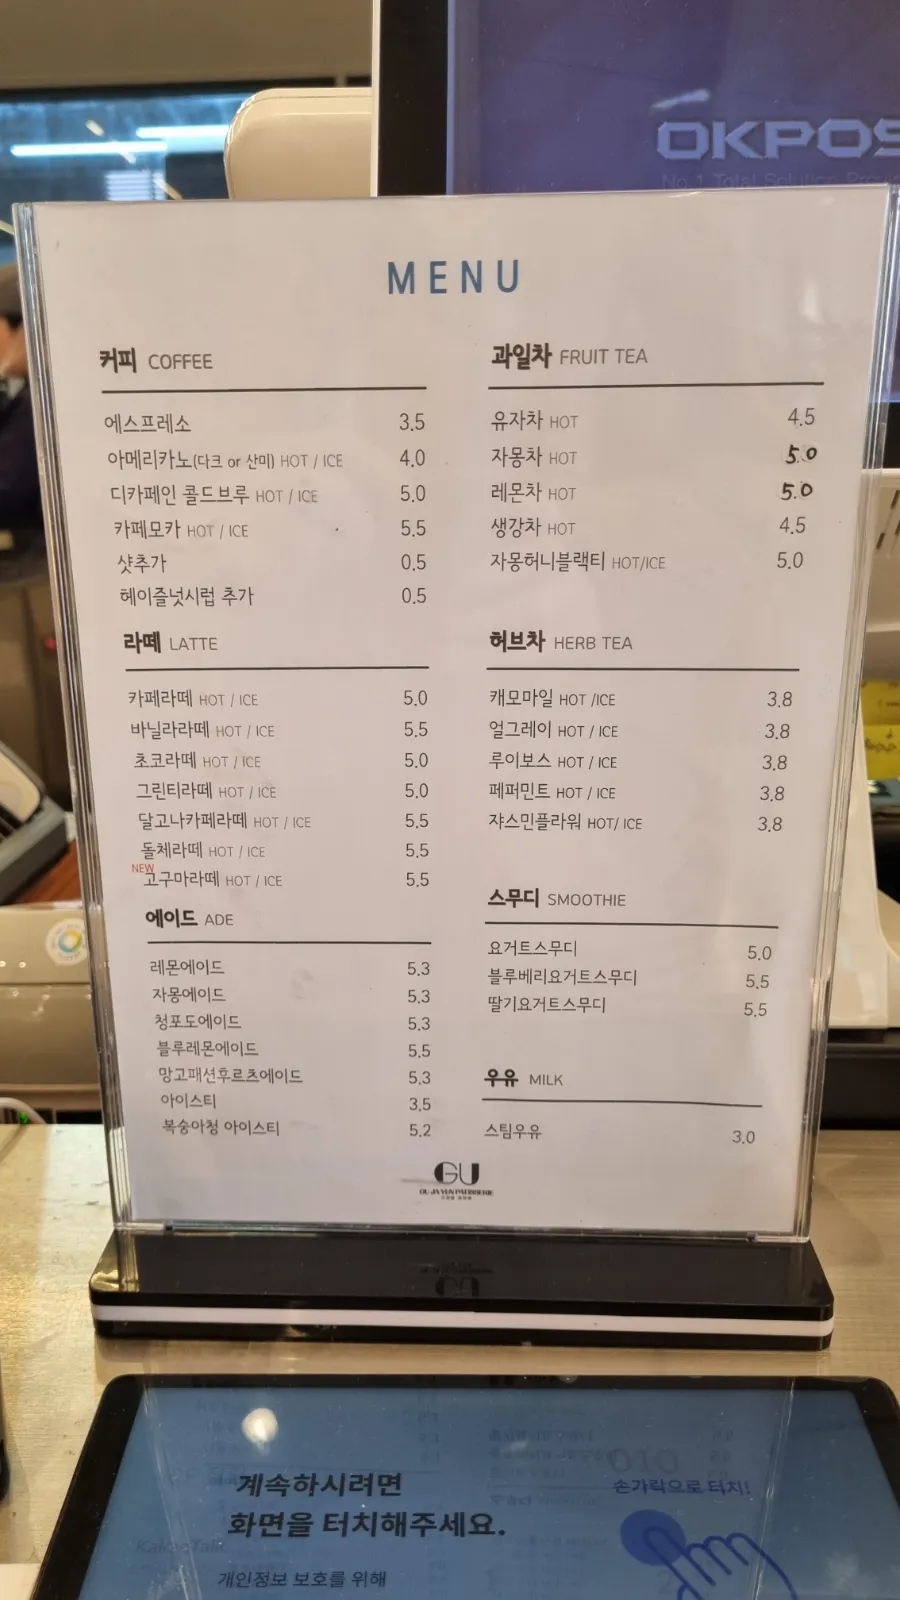 OKPOS
No.1 Total Solution
MENU
커피 COFFEE
에스프레소 3.5
아메리카노(다크 or 산미) HOT / ICE 4.0
디카페인 콜드브루 HOT / ICE 5.0
카페모카 HOT / ICE 5.5
샷추가 0.5
헤이즐넛시럽 추가 0.5
라떼 LATTE
카페라떼 HOT / ICE 5.0
바닐라라떼 HOT / ICE 5.5
초코라떼 HOT / ICE 5.0
그린티라떼 HOT / ICE 5.0
달고나카페라떼 HOT / ICE 5.5
돌체라떼 HOT / ICE 5.5
NEW
고구마라떼 HOT / ICE 5.5
에이드 ADE
레몬에이드 5.3
자몽에이드 5.3
청포도에이드 5.3
블루레몬에이드 5.5
망고패션후르츠에이드 5.3
아이스티 3.5
복숭아청 아이스티 5.2
과일차 FRUIT TEA
유자차 HOT 4.5
자몽차 HOT 5.0
레몬차 HOT 5.0
생강차 HOT 4.5
자몽허니블랙티 HOT/ICE 5.0
허브차 HERB TEA
캐모마일 HOT /ICE 3.8
얼그레이 HOT / ICE 3.8
루이보스 HOT / ICE 3.8
페퍼민트 HOT / ICE 3.8
쟈스민플라워 HOT/ ICE 3.8
스무디 SMOOTHIE
요거트스무디 5.0
블루베리요거트스무디 5.5
딸기요거트스무디 5.5
우유 MILK
스팀우유 3.0
GU
GU JA YUN PATISSERIE
계속하시려면
화면을 터치해주세요.
개인정보 보호를 위해
010
손가락으로 터치!